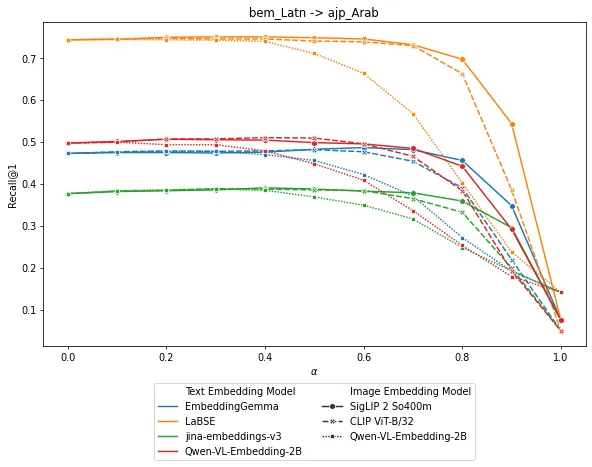 bem_Latn -> ajp_Arab
Recall@1
0.7
0.6
0.5
0.4
0.3
0.2
0.1
0.0 0.2 0.4 0.6 0.8 1.0
α
Text Embedding Model Image Embedding Model
EmbeddingGemma SigLIP 2 So400m
LaBSE CLIP ViT-B/32
jina-embeddings-v3 Qwen-VL-Embedding-2B
Qwen-VL-Embedding-2B